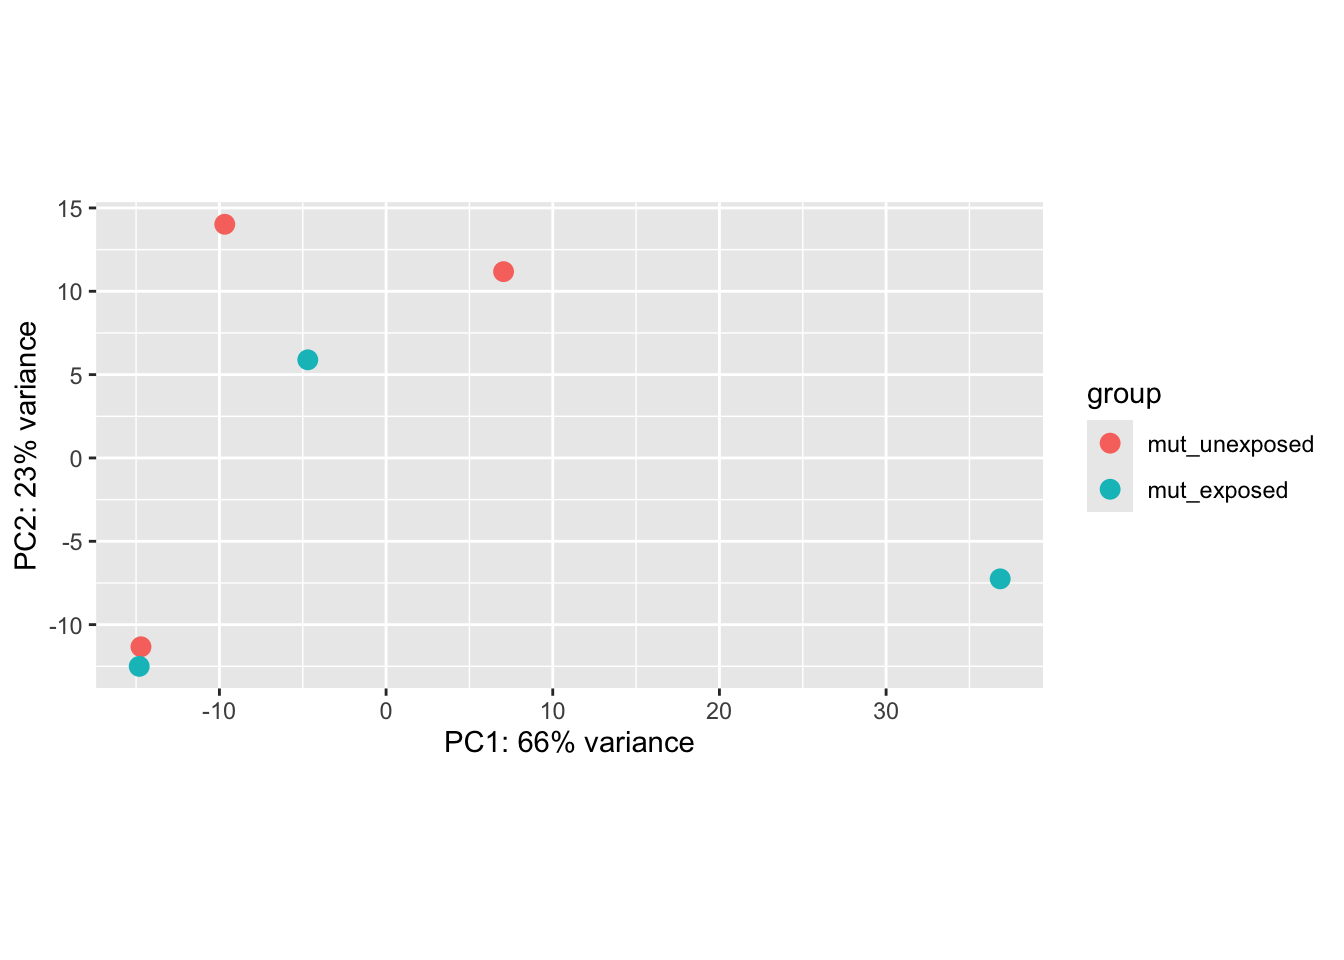 15
10
5
0
-5
-10
PC2: 23% variance
-10 0 10 20 30
PC1: 66% variance
group
mut_unexposed
mut_exposed